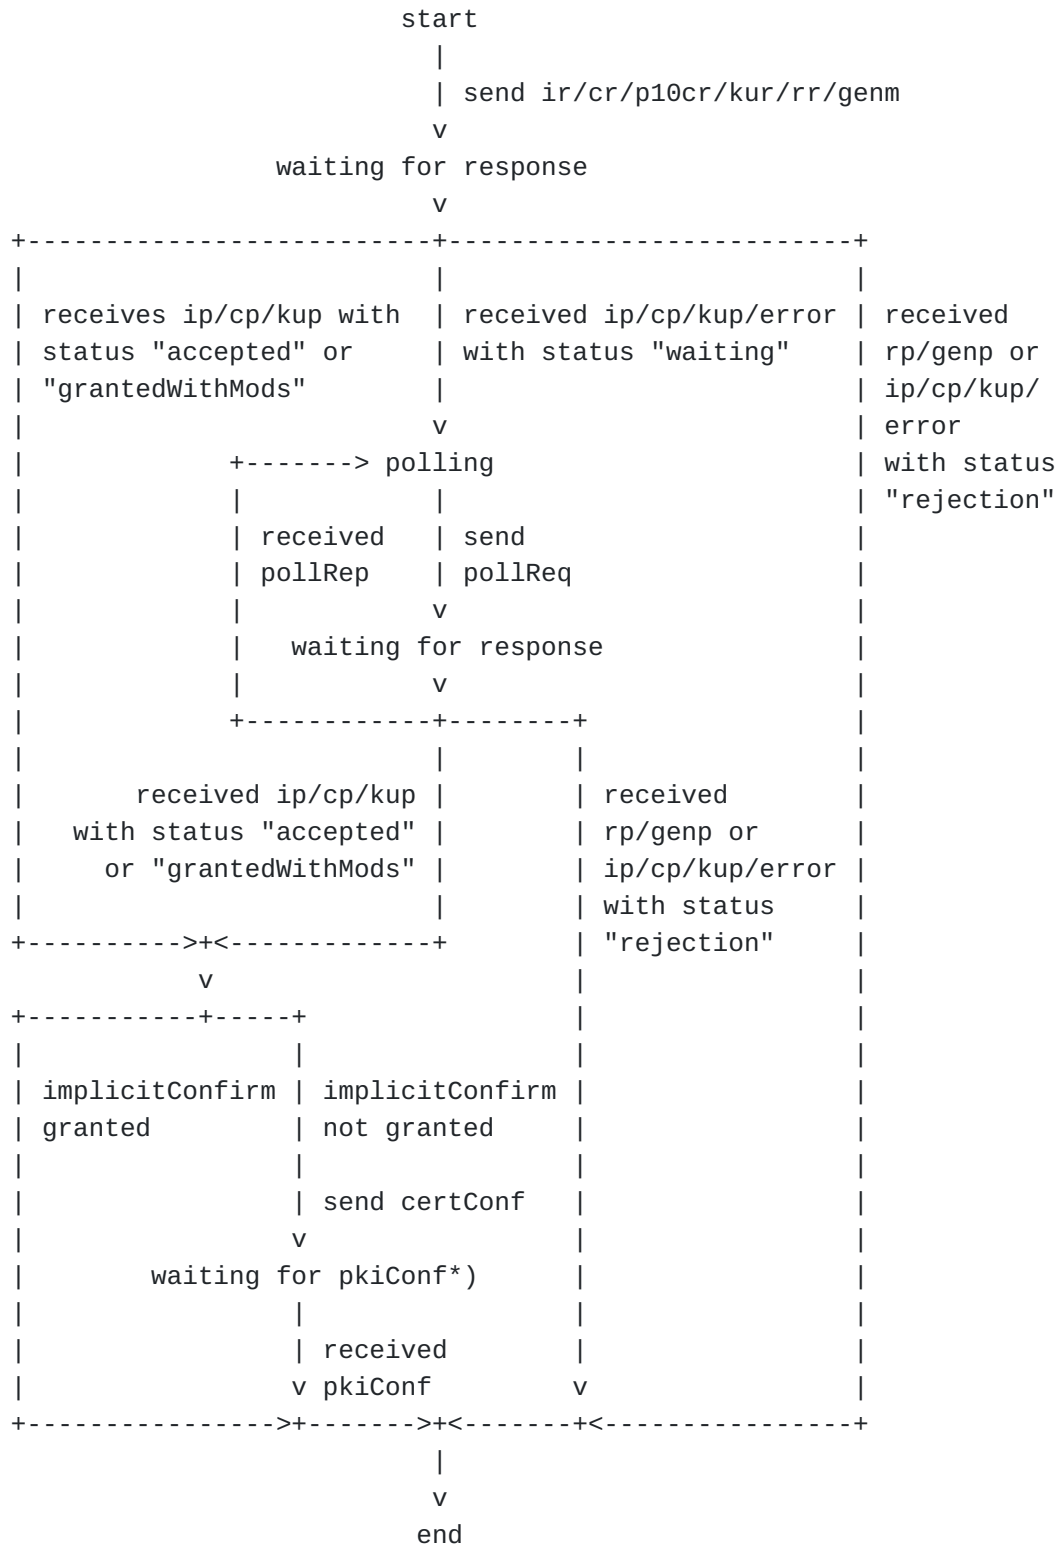 start
                           |
                           | send ir/cr/p10cr/kur/rr/genm
                           v
                 waiting for response
                           v
+--------------------------+--------------------------+
|                          |                          |
| receives ip/cp/kup with  | received ip/cp/kup/error | received
| status "accepted" or     | with status "waiting"    | rp/genp or
| "grantedWithMods"        |                          | ip/cp/kup/
|                          v                          | error
|             +-------> polling                       | with status
|             |            |                          | "rejection"
|             | received   | send                     |
|             | pollRep    | pollReq                  |
|             |            v                          |
|             |   waiting for response                |
|             |            v                          |
|             +------------+--------+                 |
|                          |        |                 |
|       received ip/cp/kup |        | received        |
|   with status "accepted" |        | rp/genp or      |
|     or "grantedWithMods" |        | ip/cp/kup/error |
|                          |        | with status     |
+---------->+<-------------+        | "rejection"     |
            v                       |                 |
+-----------+-----+                 |                 |
|                 |                 |                 |
| implicitConfirm | implicitConfirm |                 |
| granted         | not granted     |                 |
|                 |                 |                 |
|                 | send certConf   |                 |
|                 v                 |                 |
|        waiting for pkiConf*)      |                 |
|                 |                 |                 |
|                 | received        |                 |
|                 v pkiConf         v                 |
+---------------->+------->+<-------+<----------------+
                           |
                           v
                          end